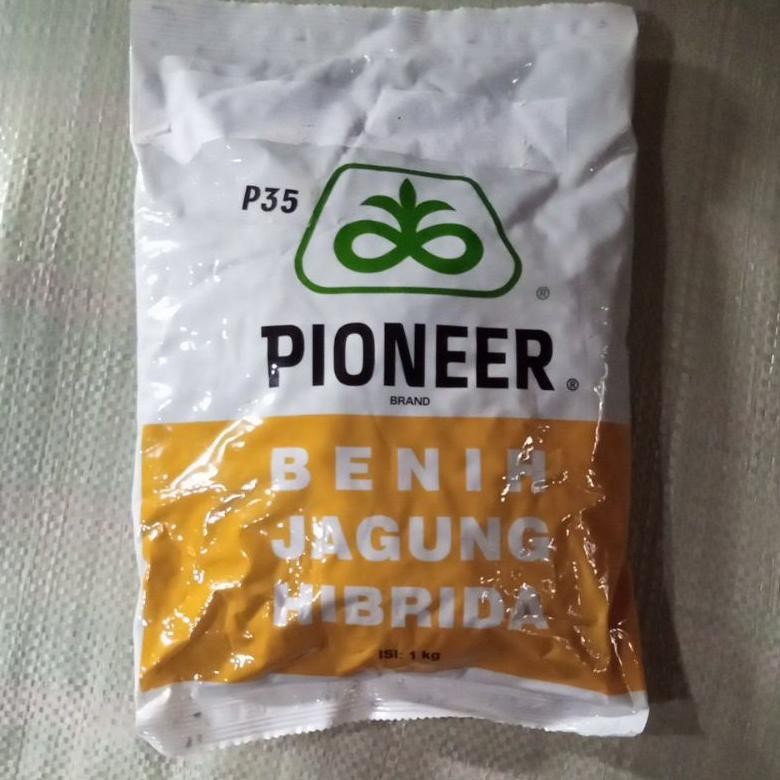 P35
®
PIONEER ®
BRAND
BENIH
JAGUNG
HIBRIDA
ISI: 1 kg